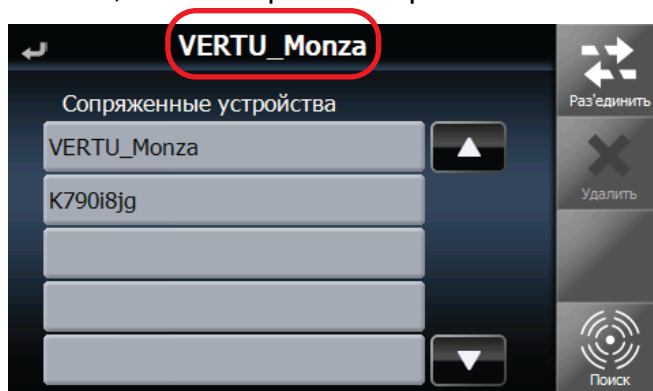 VERTU_Monza
Сопряженные устройства
VERTU_Monza
K790i8jg
Раз'единить
Удалить
Поиск